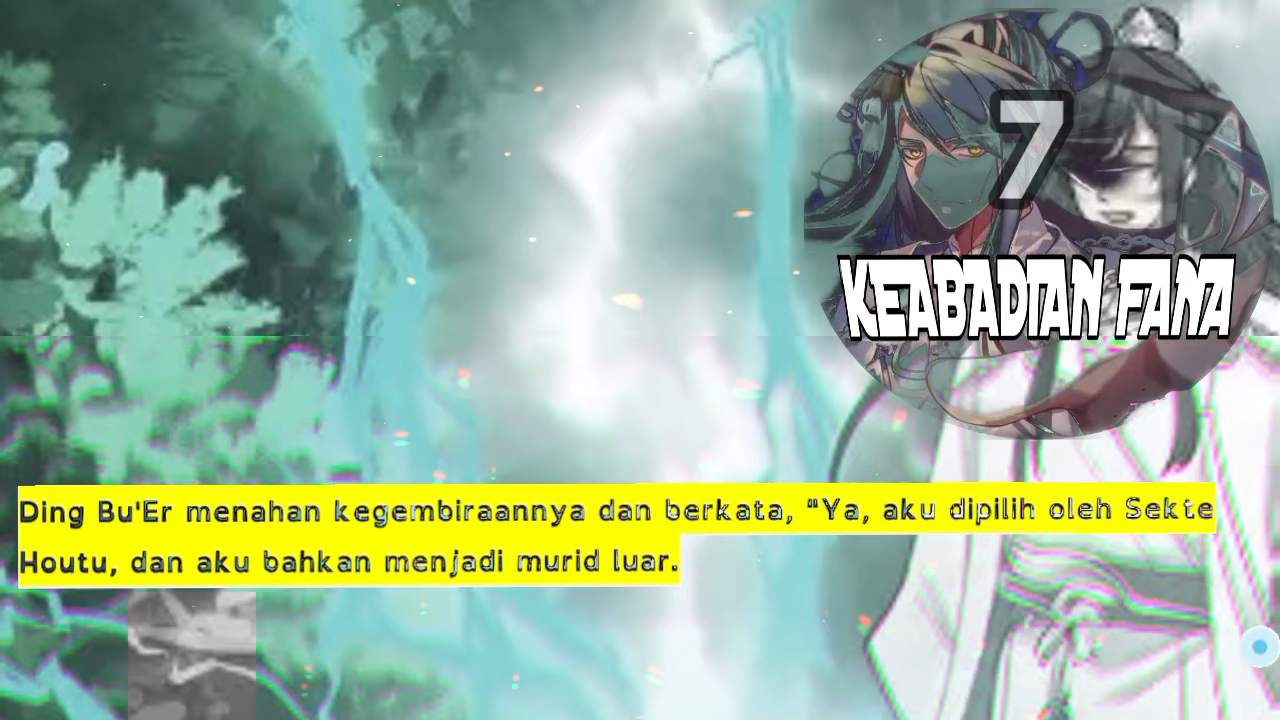 7
KEABADIAN FANA
Ding Bu'Er menahan kegembiraannya dan berkata, "Ya, aku dipilih oleh Sekte
Houtu, dan aku bahkan menjadi murid luar.